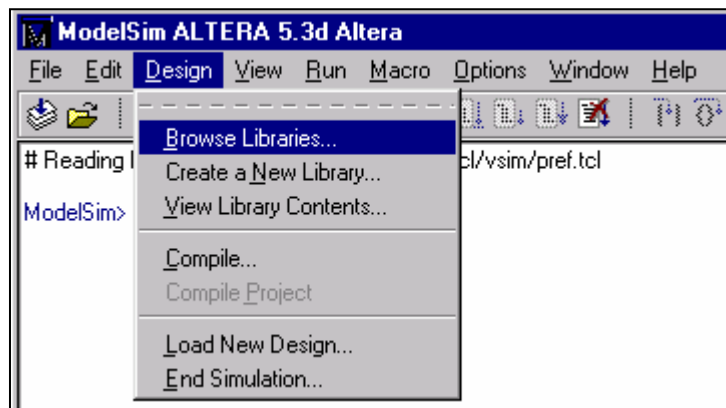 ModelSim ALTERA 5.3d Altera
File Edit Design View Run Macro Options Window Help
Browse Libraries...
# Reading cl/vsim/pref.tcl
Create a New Library...
ModelSim>
View Library Contents...
Compile...
Compile Project
Load New Design...
End Simulation...